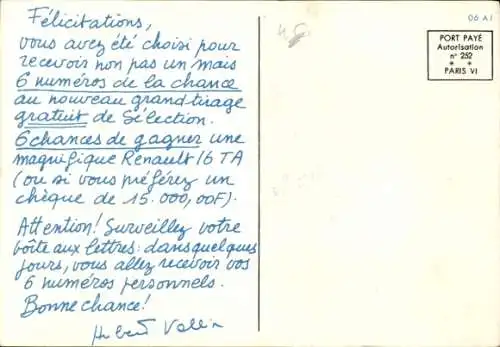 Félicitations,
vous avez été choisi pour
recevoir non pas un mais
6 numéros de la chance
au nouveau grand tirage
gratuit de Sélection.
6 chances de gagner une
magnifique Renault 16 TA
(ou si vous préférez un
chèque de 15.000,00F).
Attention! Surveillez votre
boîte aux lettres: dans quelques
jours, vous allez recevoir vos
6 numéros personnels.
Bonne chance!
Hubert
06 A1
PORT PAYÉ
Autorisation
n° 252
* *
PARIS VI